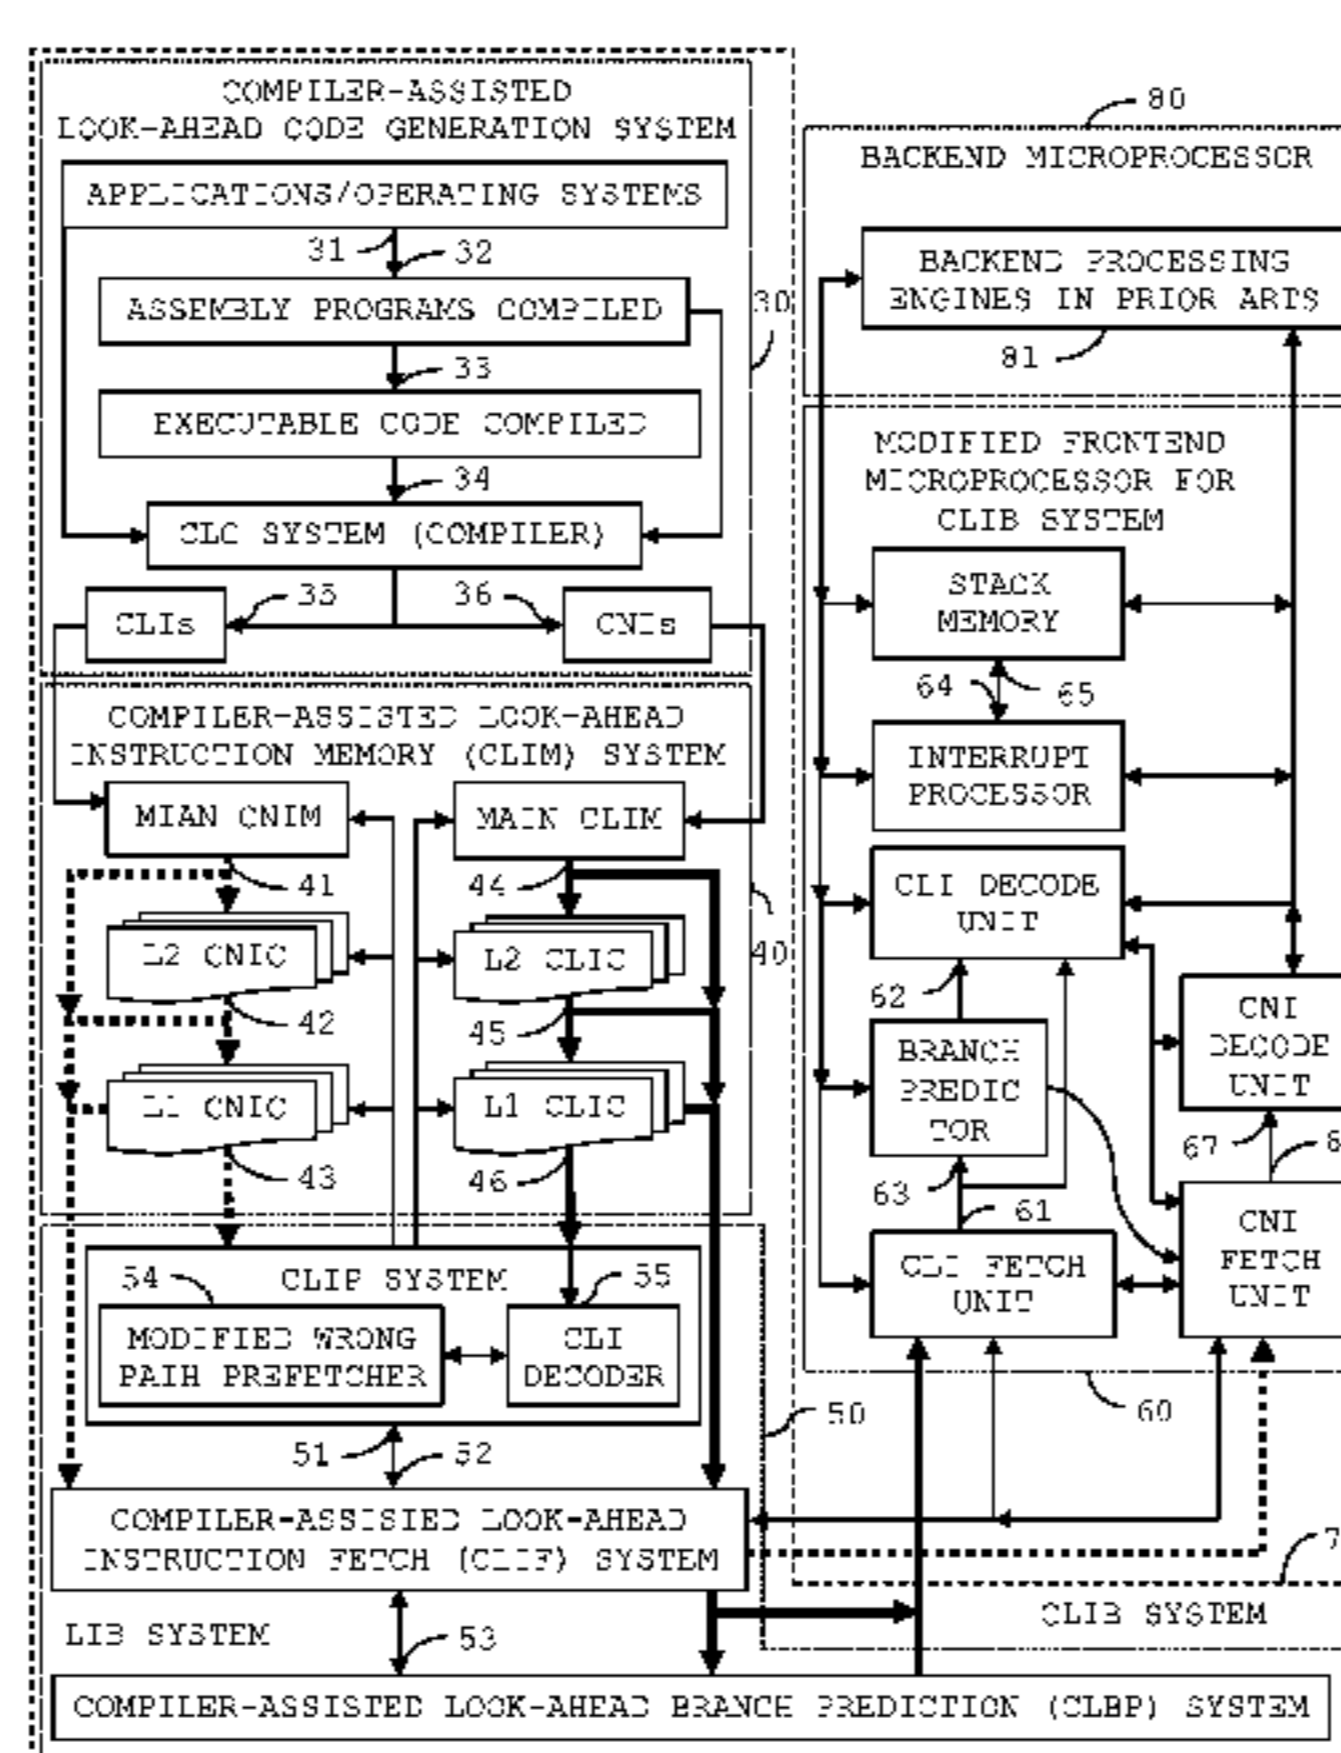 COMPILER-ASSISTED
LOOK-AHEAD CODE GENERATION SYSTEM
APPLICATIONS/OPERATING SYSTEMS
31
32
ASSEMBLY PROGRAMS COMPILED
30
33
EXECUTABLE CODE COMPILED
34
CLC SYSTEM (COMPILER)
35
36
CLIs
CNIs
COMPILER-ASSISTED LOOK-AHEAD
INSTRUCTION MEMORY (CLIM) SYSTEM
MIAN CNIM
MAIN CLIM
41
44
40
L2 CNIC
L2 CLIC
42
45
L1 CNIC
L1 CLIC
43
46
54
CLIP SYSTEM
55
MODIFIED WRONG
PATH PREFETCHER
CLI
DECODER
50
51
52
COMPILER-ASSISTED LOOK-AHEAD
INSTRUCTION FETCH (CLIF) SYSTEM
LIB SYSTEM
53
COMPILER-ASSISTED LOOK-AHEAD BRANCH PREDICTION (CLBP) SYSTEM
80
BACKEND MICROPROCESSOR
BACKEND PROCESSING
ENGINES IN PRIOR ARTS
81
MODIFIED FRONTEND
MICROPROCESSOR FOR
CLIB SYSTEM
STACK
MEMORY
64
65
INTERRUPT
PROCESSOR
CLI DECODE
UNIT
62
CNI
DECODE
UNIT
BRANCH
PREDIC
TOR
67
63
61
CNI
FETCH
UNIT
CLI FETCH
UNIT
60
CLIB SYSTEM